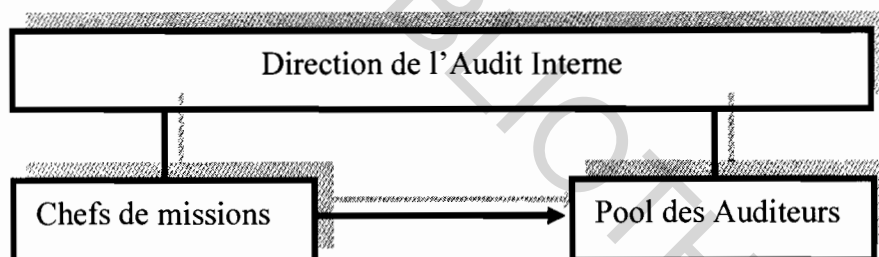 Direction de l'Audit Interne
Chefs de missions
Pool des Auditeurs